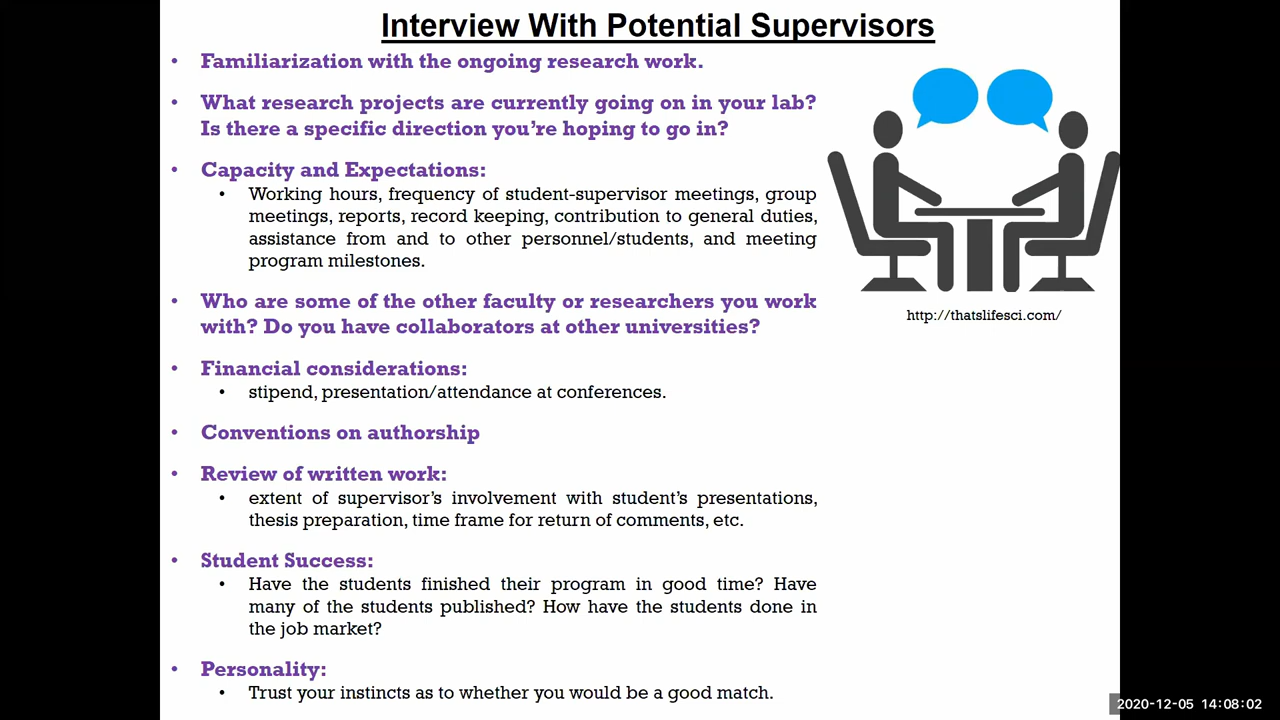 Interview With Potential Supervisors
• Familiarization with the ongoing research work.
• What research projects are currently going on in your lab?
Is there a specific direction you're hoping to go in?
• Capacity and Expectations:
• Working hours, frequency of student-supervisor meetings, group
meetings, reports, record keeping, contribution to general duties,
assistance from and to other personnel/students, and meeting
program milestones.
• Who are some of the other faculty or researchers you work
with? Do you have collaborators at other universities?
• Financial considerations:
• stipend, presentation/attendance at conferences.
• Conventions on authorship
• Review of written work:
• extent of supervisor's involvement with student's presentations,
thesis preparation, time frame for return of comments, etc.
• Student Success:
• Have the students finished their program in good time? Have
many of the students published? How have the students done in
the job market?
• Personality:
• Trust your instincts as to whether you would be a good match.
http://thatslifesci.com/
2020-12-05 14:08:02